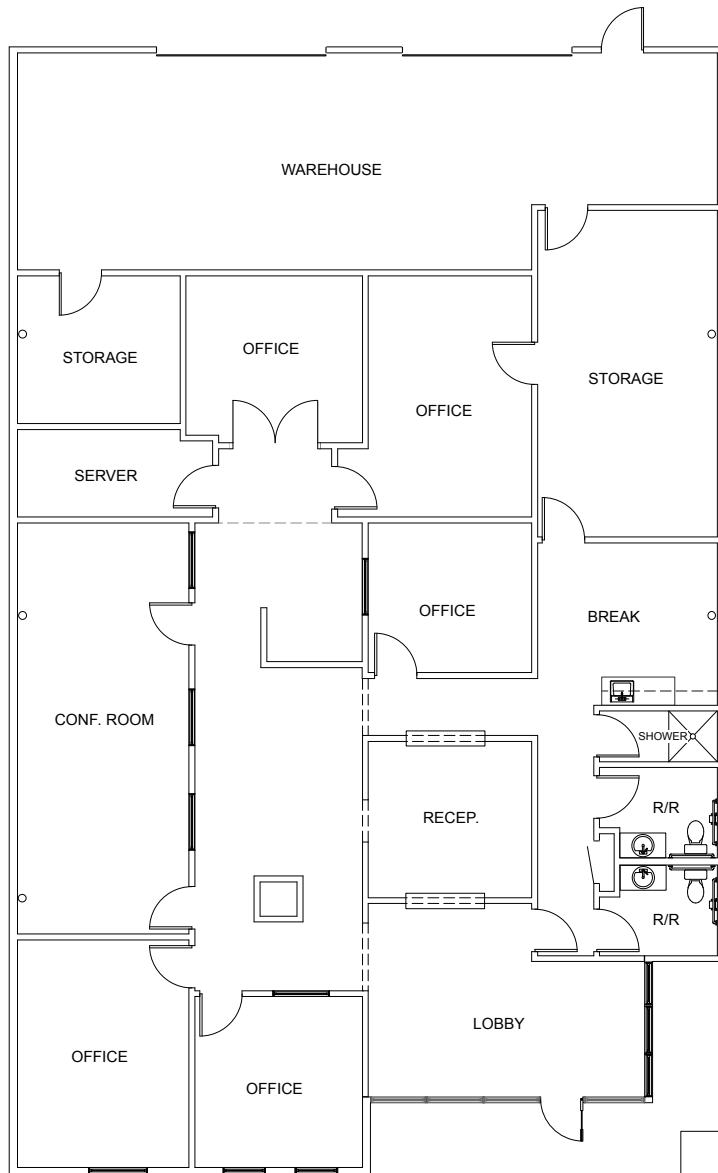 WAREHOUSE
OFFICE
STORAGE
STORAGE
OFFICE
SERVER
OFFICE
BREAK
CONF. ROOM
SHOWER
R/R
RECEP.
R/R
LOBBY
OFFICE
OFFICE